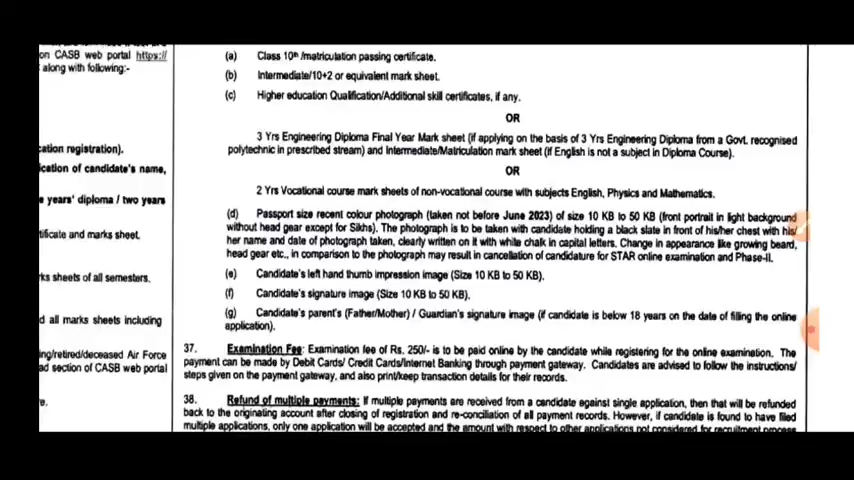 on CASB web portal https://
along with following:-
cation registration).
ication of candidate's name,
e years' diploma / two years
tificate and marks sheet.
ks sheets of all semesters.
d all marks sheets including
ing/retired/deceased Air Force
ad section of CASB web portal
e.
(a) Class 10th /matriculation passing certificate.
(b) Intermediate/10+2 or equivalent mark sheet.
(c) Higher education Qualification/Additional skill certificates, if any.
OR
3 Yrs Engineering Diploma Final Year Mark sheet (if applying on the basis of 3 Yrs Engineering Diploma from a Govt. recognised
polytechnic in prescribed stream) and Intermediate/Matriculation mark sheet (if English is not a subject in Diploma Course).
OR
2 Yrs Vocational course mark sheets of non-vocational course with subjects English, Physics and Mathematics.
(d) Passport size recent colour photograph (taken not before June 2023) of size 10 KB to 50 KB (front portrait in light background
without head gear except for Sikhs). The photograph is to be taken with candidate holding a black slate in front of his/her chest with his/
her name and date of photograph taken, clearly written on it with white chalk in capital letters. Change in appearance like growing beard,
head gear etc., in comparison to the photograph may result in cancellation of candidature for STAR online examination and Phase-II.
(e) Candidate's left hand thumb impression image (Size 10 KB to 50 KB).
(f) Candidate's signature image (Size 10 KB to 50 KB).
(g) Candidate's parent's (Father/Mother) / Guardian's signature image (if candidate is below 18 years on the date of filling the online
application).
37. Examination Fee: Examination fee of Rs. 250/- is to be paid online by the candidate while registering for the online examination. The
payment can be made by Debit Cards/ Credit Cards/Internet Banking through payment gateway. Candidates are advised to follow the instructions/
steps given on the payment gateway, and also print/keep transaction details for their records.
38. Refund of multiple payments: If multiple payments are received from a candidate against single application, then that will be refunded
back to the originating account after closing of registration and re-conciliation of all payment records. However, if candidate is found to have filed
multiple applications, only one application will be accepted and the amount with respect to other applications not considered for recruitment process